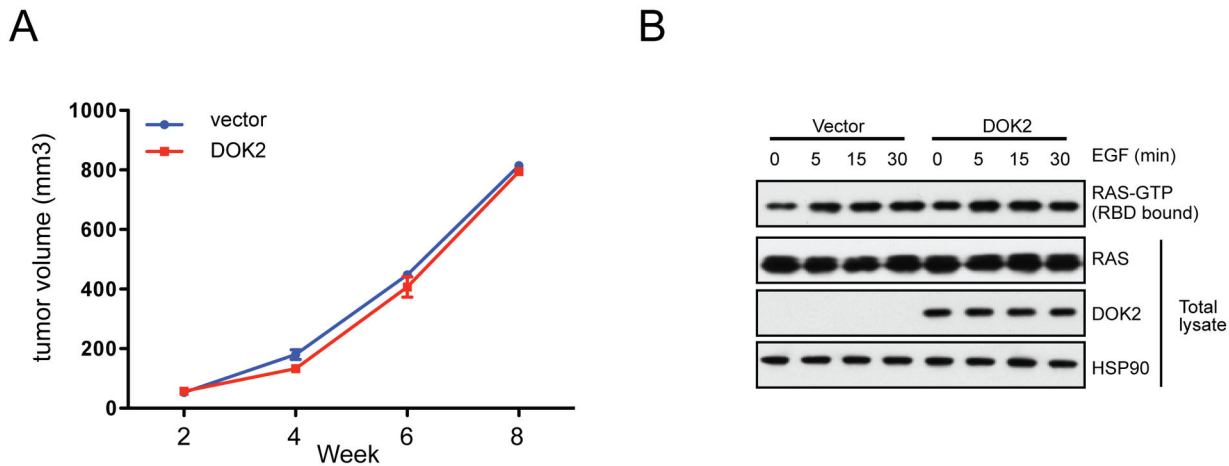 A
tumor volume (mm3)
1000
800
600
400
200
0
vector
DOK2
2 4 6 8
Week
B
Vector DOK2
0 5 15 30 0 5 15 30 EGF (min)
RAS-GTP
(RBD bound)
RAS
DOK2
HSP90
Total
lysate